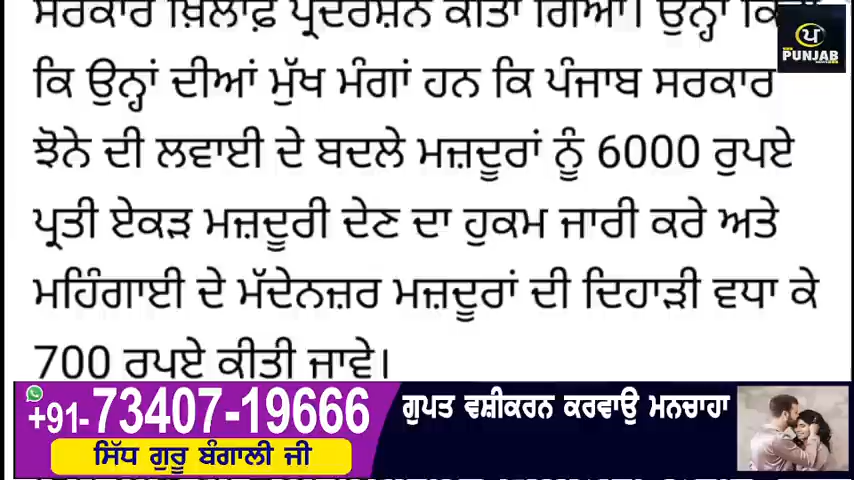 ਸਰਕਾਰ ਖ਼ਿਲਾਫ਼ ਪ੍ਰਦਰਸ਼ਨ ਕੀਤਾ ਗਿਆ। ਉਨ੍ਹਾਂ
ਕਿ ਉਨ੍ਹਾਂ ਦੀਆਂ ਮੁੱਖ ਮੰਗਾਂ ਹਨ ਕਿ ਪੰਜਾਬ ਸਰਕਾਰ
ਝੋਨੇ ਦੀ ਲਵਾਈ ਦੇ ਬਦਲੇ ਮਜ਼ਦੂਰਾਂ ਨੂੰ 6000 ਰੁਪਏ
ਪ੍ਰਤੀ ਏਕੜ ਮਜ਼ਦੂਰੀ ਦੇਣ ਦਾ ਹੁਕਮ ਜਾਰੀ ਕਰੇ ਅਤੇ
ਮਹਿੰਗਾਈ ਦੇ ਮੱਦੇਨਜ਼ਰ ਮਜ਼ਦੂਰਾਂ ਦੀ ਦਿਹਾੜੀ ਵਧਾ ਕੇ
700 ਰੁਪਏ ਕੀਤੀ ਜਾਵੇ।
ਪ
PUNJAB
+91-73407-19666
ਸਿੱਧ ਗੁਰੂ ਬੰਗਾਲੀ ਜੀ
ਗੁਪਤ ਵਸ਼ੀਕਰਨ ਕਰਵਾਉ ਮਨਚਾਹਾ